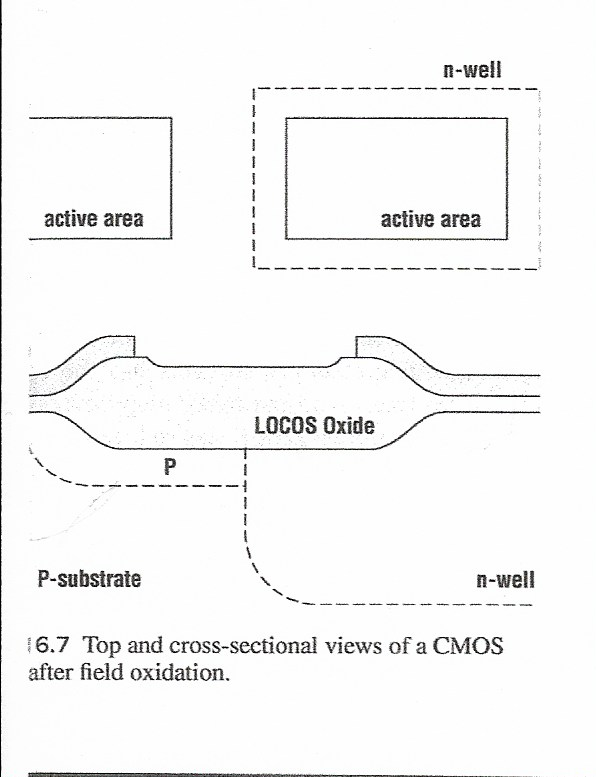 n-well
active area
active area
LOCOS Oxide
P
P-substrate
n-well
6.7 Top and cross-sectional views of a CMOS
after field oxidation.